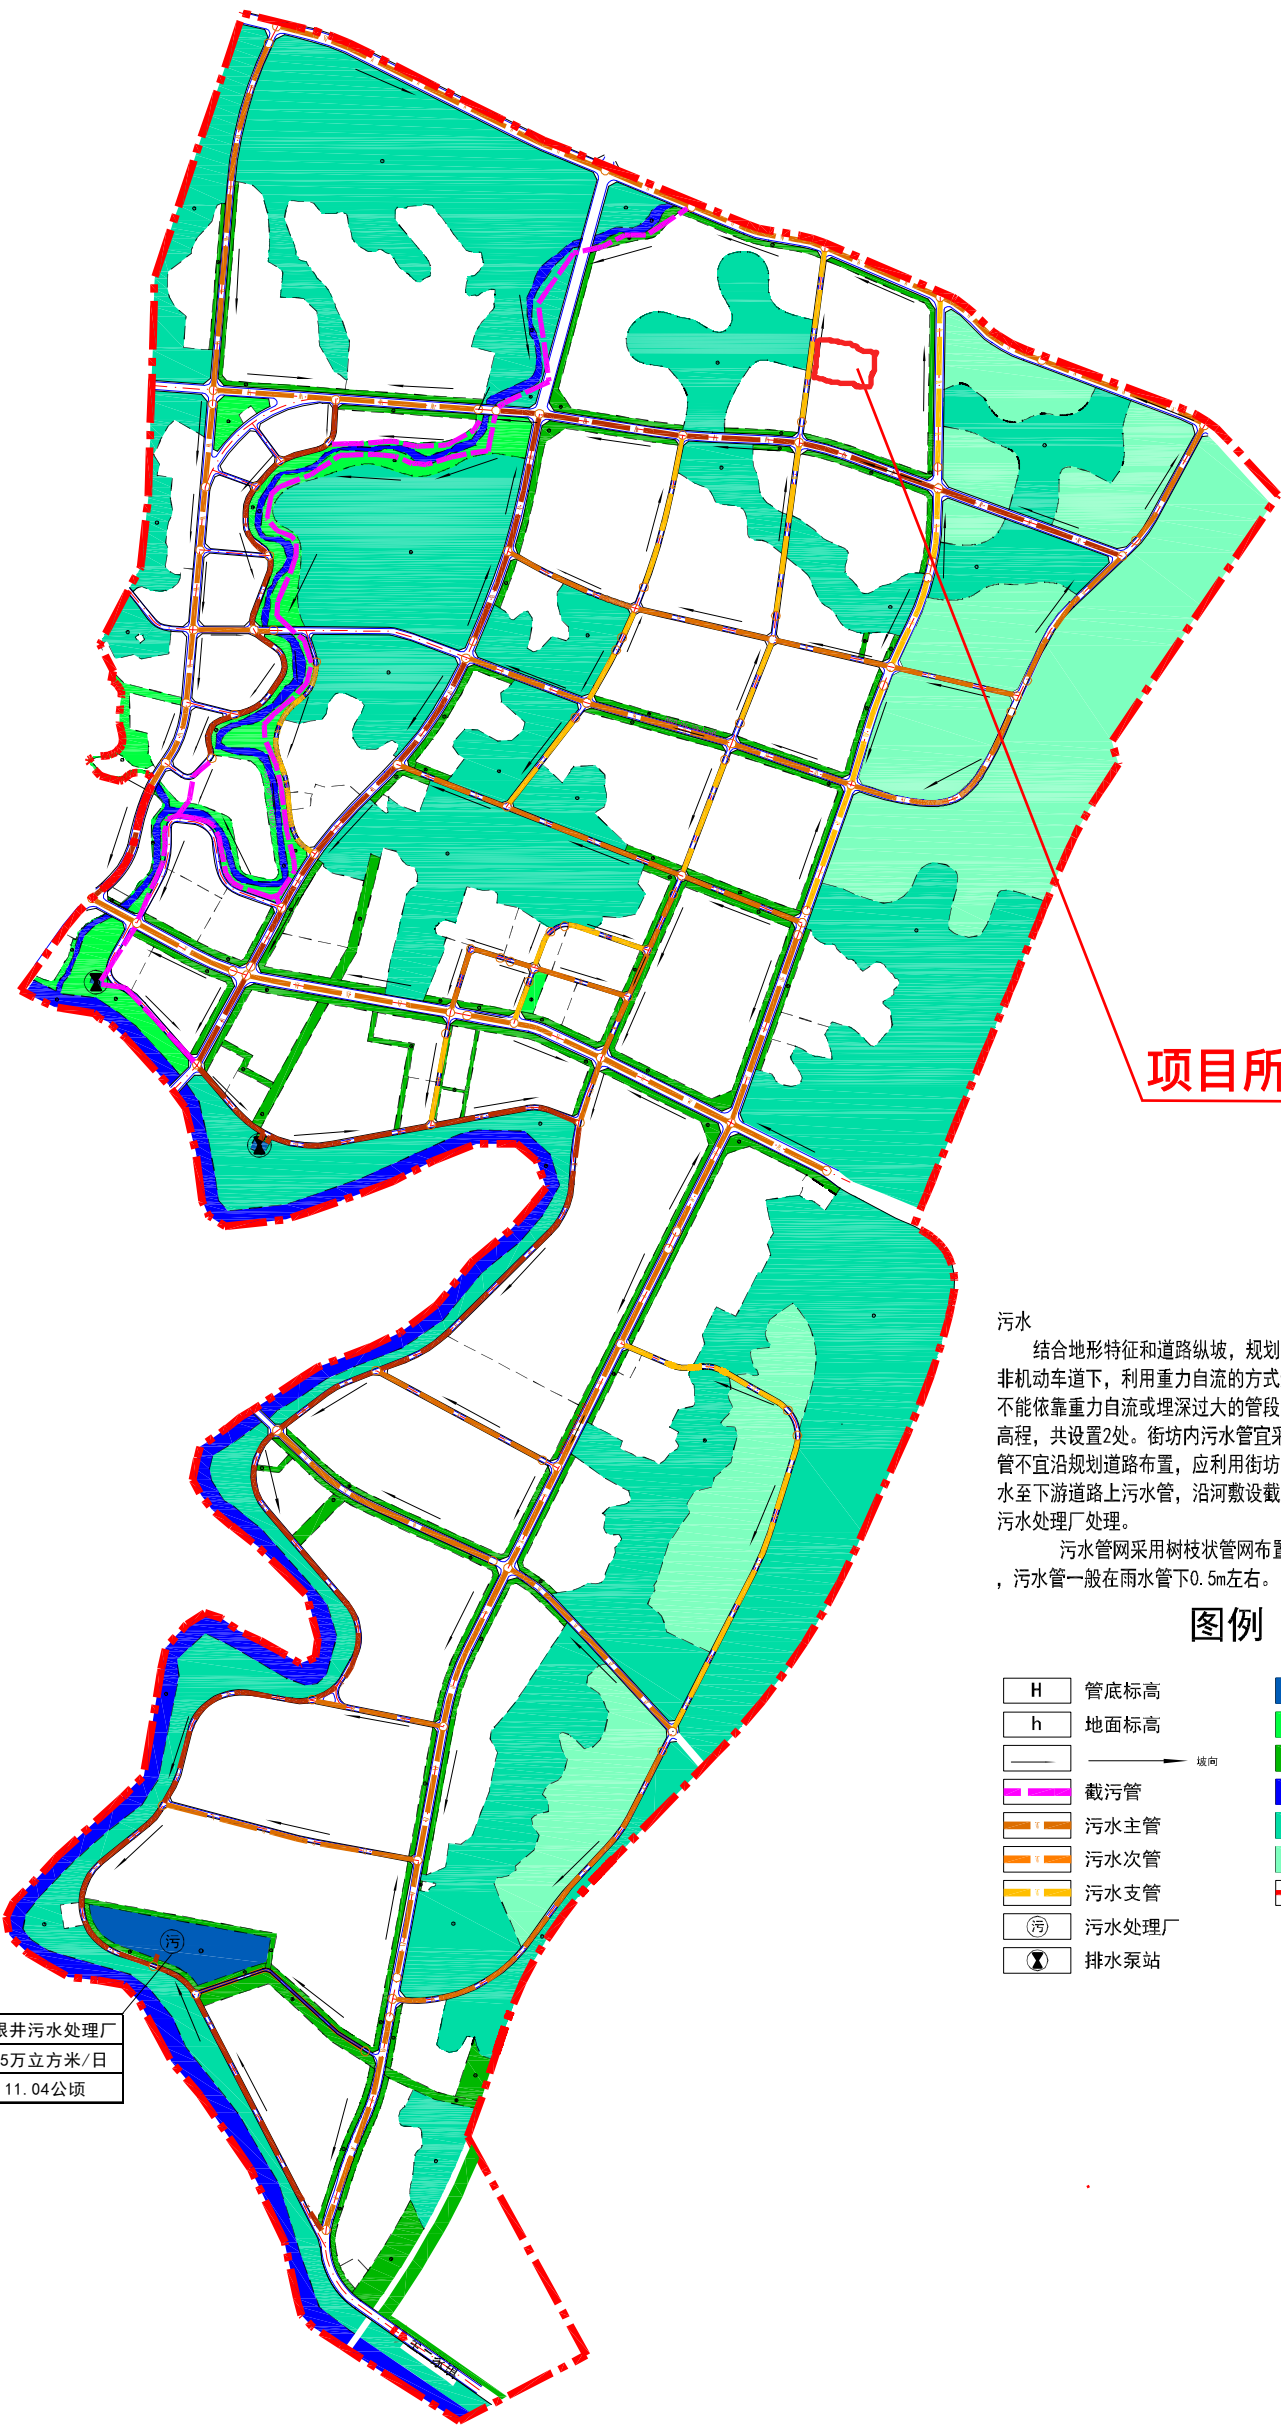 项目所
污水
结合地形特征和道路纵坡，规划
非机动车道下，利用重力自流的方式
不能依靠重力自流或埋深过大的管段
高程，共设置2处。街坊内污水管宜采
管不宜沿规划道路布置，应利用街坊
水至下游道路上污水管，沿河敷设截
污水处理厂处理。
污水管网采用树枝状管网布置
，污水管一般在雨水管下0.5m左右。
图例
H 管底标高
h 地面标高
坡向
截污管
污水主管
污水次管
污水支管
污 污水处理厂
排水泵站
污
井污水处理厂
5万立方米/日
11.04公顷